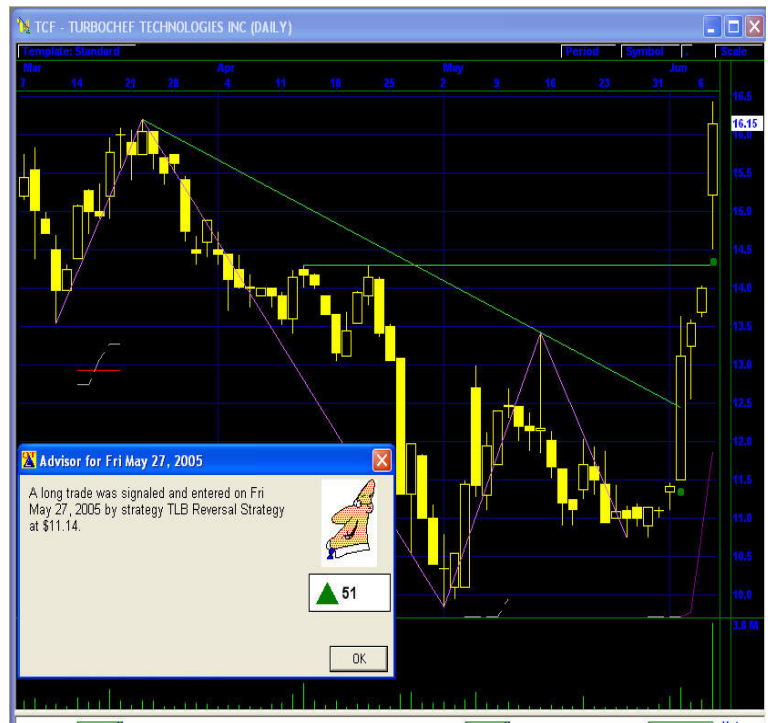 TCF - TURBOCHEF TECHNOLOGIES INC (DAILY)
Template: Standard Period Symbol Scale
Mar Apr May Jun
7 14 21 28 4 11 18 25 2 9 16 23 31 6
16.5
16.15
16.0
15.5
15.0
14.5
14.0
13.5
13.0
12.5
12.0
11.5
11.0
10.5
10.0
3.0 M
Advisor for Fri May 27, 2005
A long trade was signaled and entered on Fri
May 27, 2005 by strategy TLB Reversal Strategy
at $11.14.
51
OK